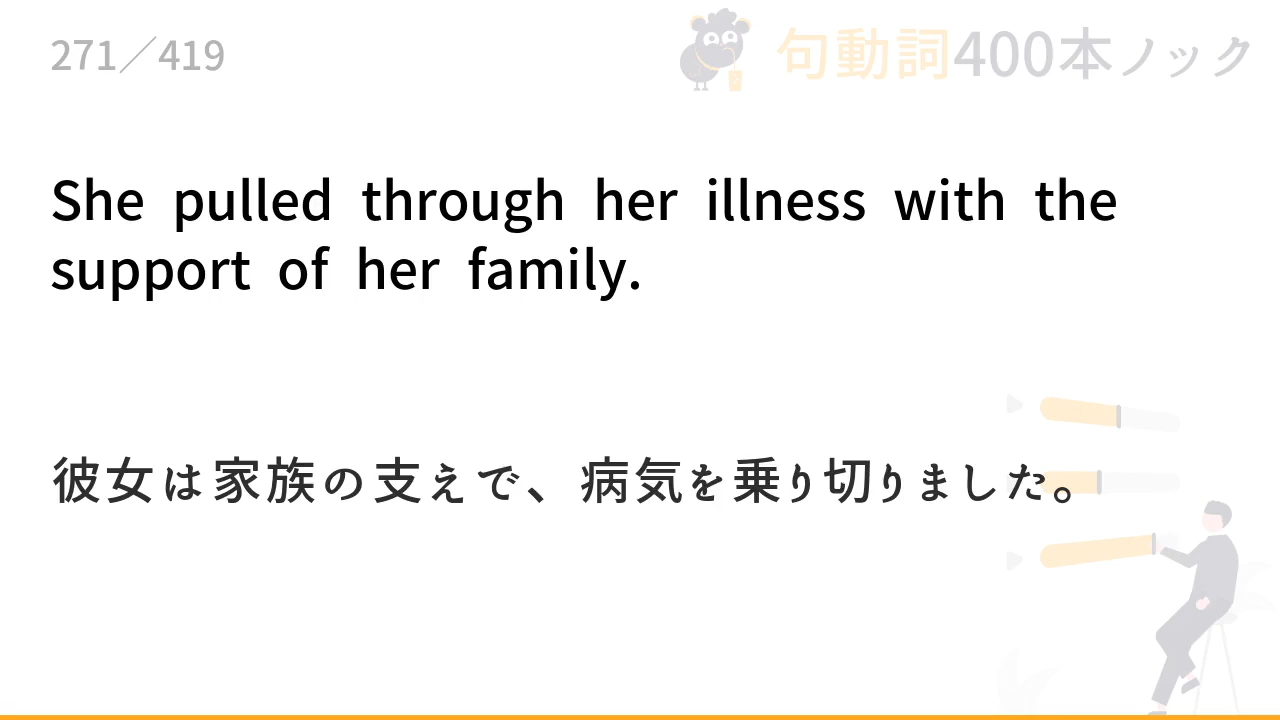 271／419
句動詞400本ノック
She pulled through her illness with the
support of her family.
彼女は家族の支えで、病気を乗り切りました。